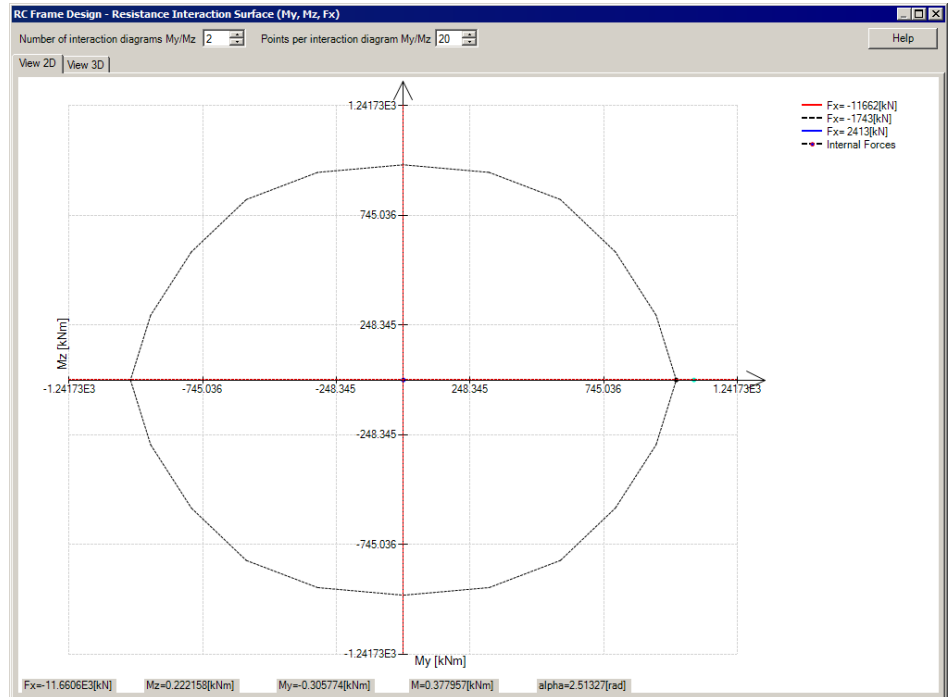 RC Frame Design - Resistance Interaction Surface (My, Mz, Fx)
Number of interaction diagrams My/Mz 2 Points per interaction diagram My/Mz 20 Help
View 2D View 3D
1.24173E3
Fx= -11662[kN]
Fx= -1743[kN]
Fx= 2413[kN]
Internal Forces
745.036
248.345
Mz [kNm]
-1.24173E3 -745.036 -248.345 248.345 745.036 1.24173E3
-248.345
-745.036
-1.24173E3
My [kNm]
Fx=-11.6606E3[kN] Mz=0.222158[kNm] My=-0.305774[kNm] M=0.377957[kNm] alpha=2.51327[rad]